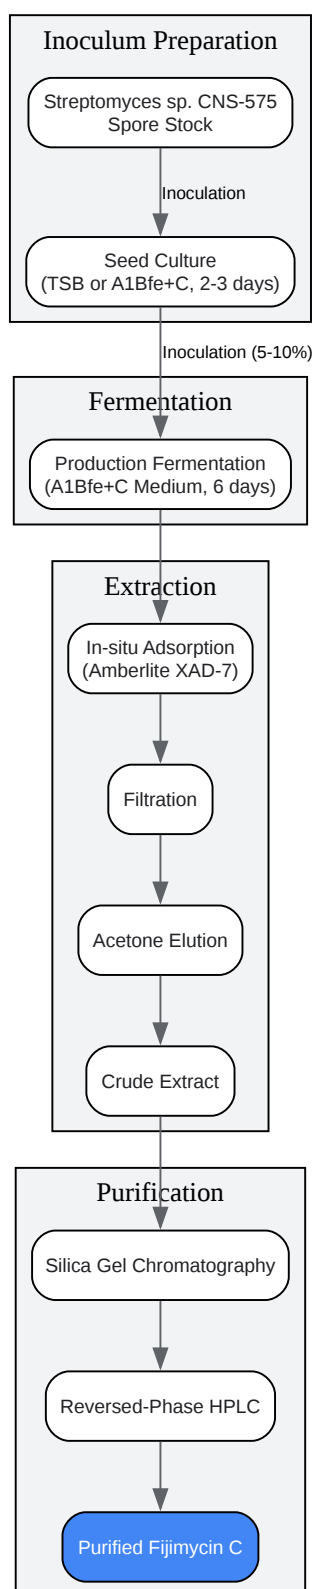 Inoculum Preparation
Streptomyces sp. CNS-575
Spore Stock
Inoculation
Seed Culture
(TSB or A1Bfe+C, 2-3 days)
Inoculation (5-10%)
Fermentation
Production Fermentation
(A1Bfe+C Medium, 6 days)
Extraction
In-situ Adsorption
(Amberlite XAD-7)
Filtration
Acetone Elution
Crude Extract
Purification
Silica Gel Chromatography
Reversed-Phase HPLC
Purified Fijimycin C